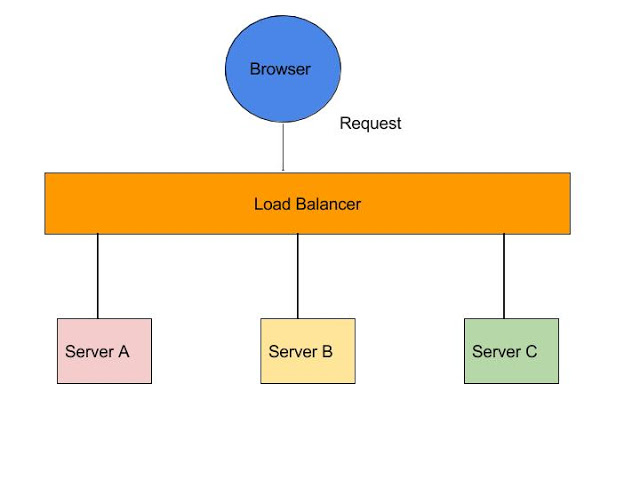 Browser
Request
Load Balancer
Server A
Server B
Server C